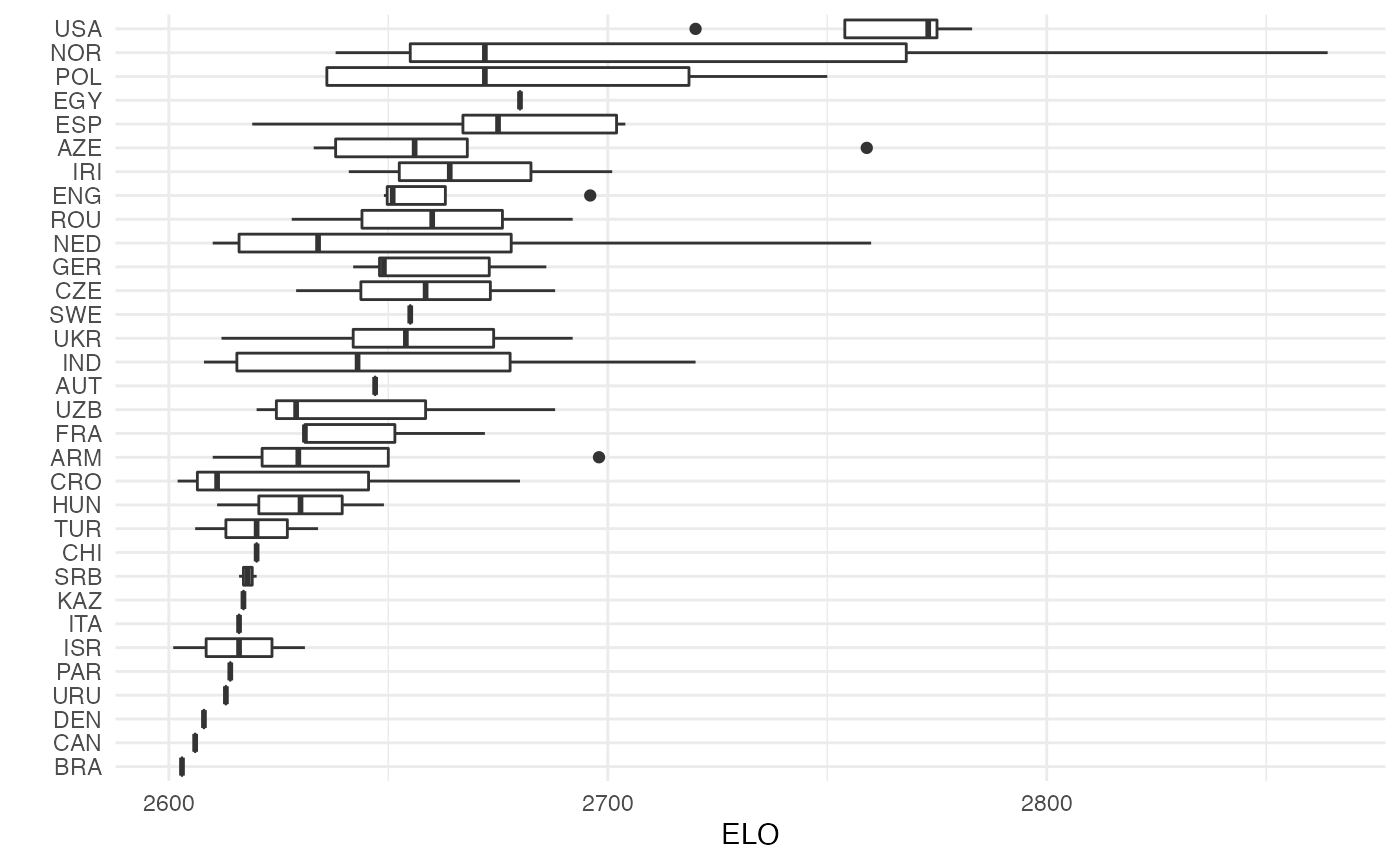 USA
NOR
POL
EGY
ESP
AZE
IRI
ENG
ROU
NED
GER
CZE
SWE
UKR
IND
AUT
UZB
FRA
ARM
CRO
HUN
TUR
CHI
SRB
KAZ
ITA
ISR
PAR
URU
DEN
CAN
BRA
2600 2700 2800
ELO